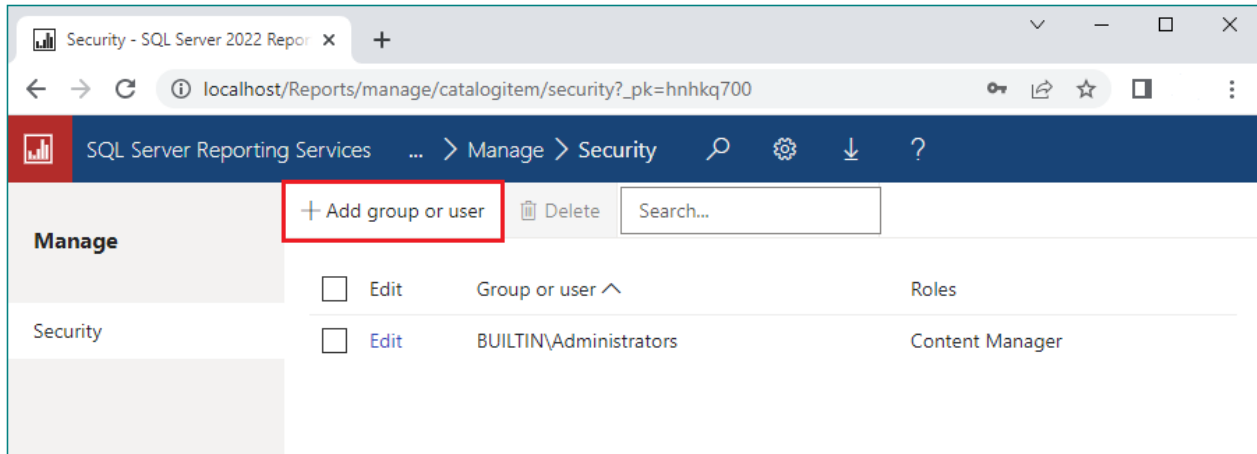 Security - SQL Server 2022 Repor
localhost/Reports/manage/catalogitem/security?_pk=hnhkq700
SQL Server Reporting Services ... > Manage > Security ?
+ Add group or user Delete Search...
Manage
Edit Group or user Roles
Security
Edit BUILTIN\Administrators Content Manager